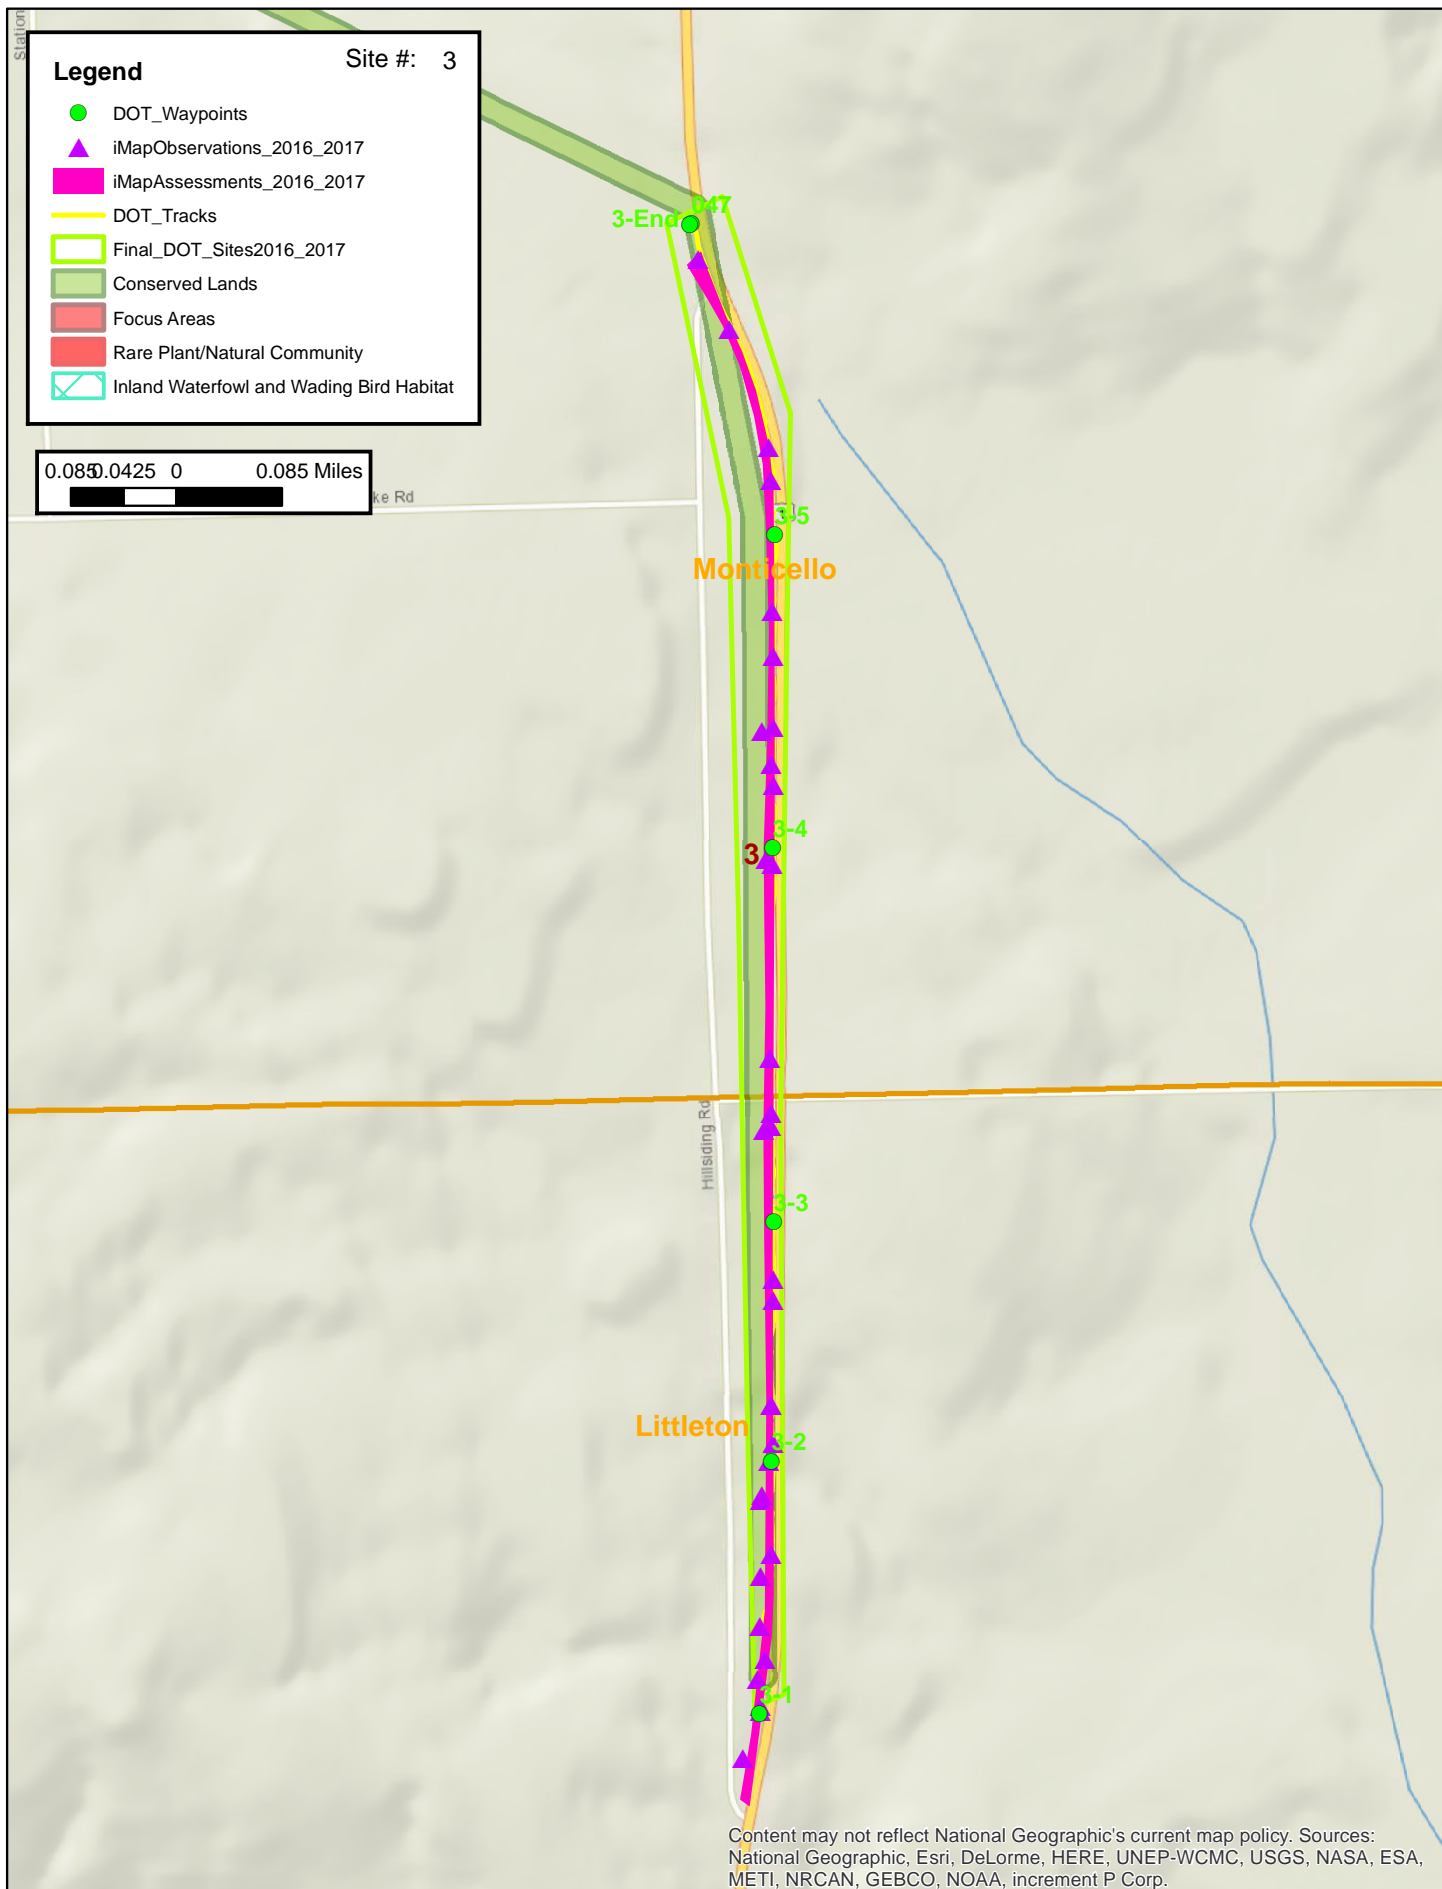 Station
Legend
Site #: 3
DOT_Waypoints
iMapObservations_2016_2017
iMapAssessments_2016_2017
DOT_Tracks
Final_DOT_Sites2016_2017
Conserved Lands
Focus Areas
Rare Plant/Natural Community
Inland Waterfowl and Wading Bird Habitat
0.085 0.0425 0 0.085 Miles
ke Rd
3-End
047
3-5
Monticello
3-4
3
Hillsiding Rd
3-3
Littleton
3-2
3-1
Content may not reflect National Geographic's current map policy. Sources:
National Geographic, Esri, DeLorme, HERE, UNEP-WCMC, USGS, NASA, ESA,
METI, NRCAN, GEBCO, NOAA, increment P Corp.